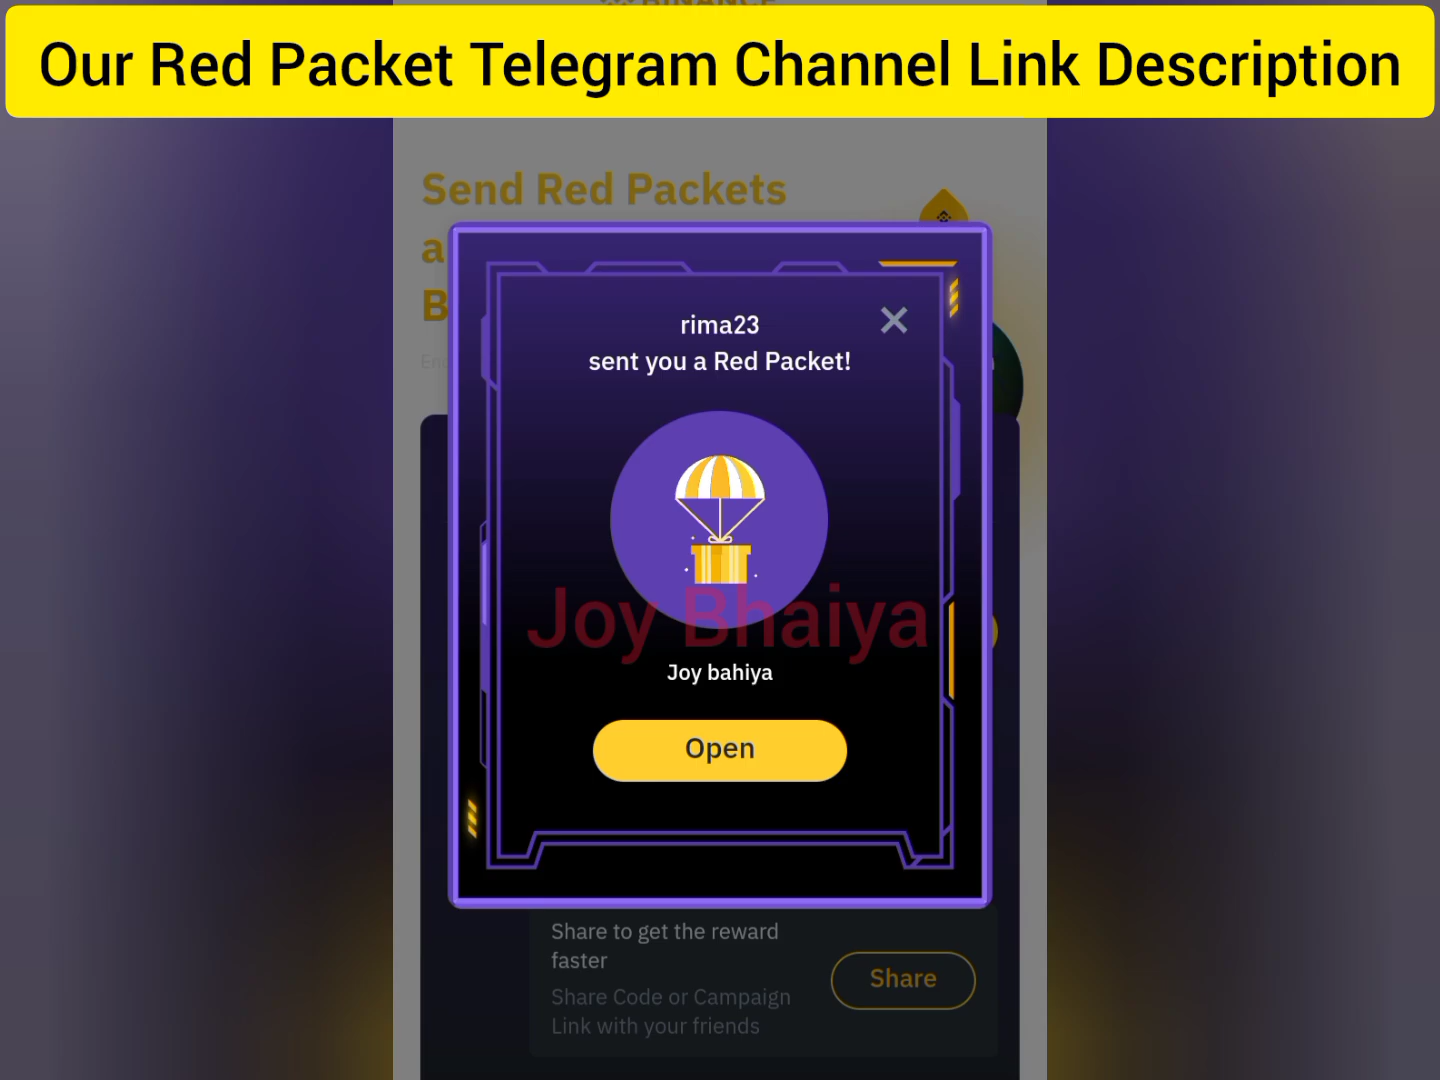 BINANCE
Our Red Packet Telegram Channel Link Description
Send Red Packets
a
B
rima23
sent you a Red Packet!
Joy Bhaiya
Joy bahiya
Open
Share to get the reward
faster
Share
Share Code or Campaign
Link with your friends